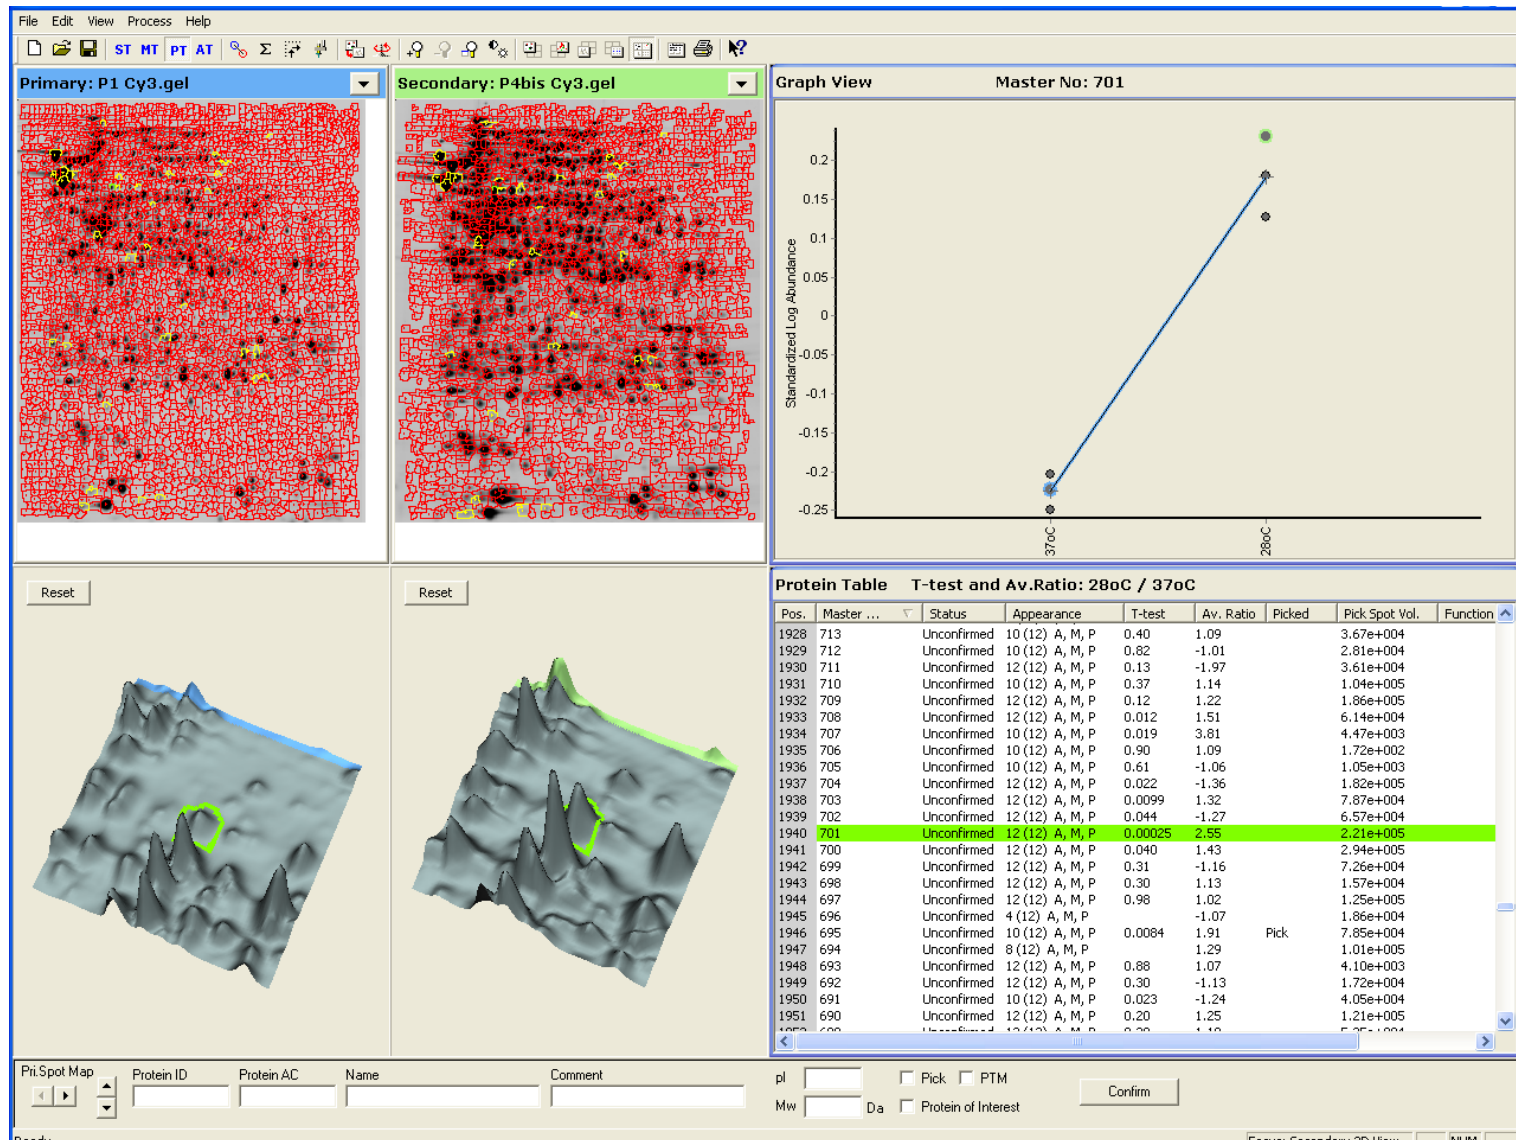 File Edit View Process Help
ST MT PT AT Σ
Primary: P1 Cy3.gel
Secondary: P4bis Cy3.gel
Graph View Master No: 701
Standardized Log Abundance
0.2
0.15
0.1
0.05
0
-0.05
-0.1
-0.15
-0.2
-0.25
37oC 28oC
Reset
Reset
Protein Table T-test and Av.Ratio: 28oC / 37oC
Pos. Master ... Status Appearance T-test Av. Ratio Picked Pick Spot Vol. Function
1928 713 Unconfirmed 10 (12) A, M, P 0.40 1.09 3.67e+004
1929 712 Unconfirmed 10 (12) A, M, P 0.82 -1.01 2.81e+004
1930 711 Unconfirmed 12 (12) A, M, P 0.13 -1.97 3.61e+004
1931 710 Unconfirmed 10 (12) A, M, P 0.37 1.14 1.04e+005
1932 709 Unconfirmed 12 (12) A, M, P 0.12 1.22 1.86e+005
1933 708 Unconfirmed 12 (12) A, M, P 0.012 1.51 6.14e+004
1934 707 Unconfirmed 10 (12) A, M, P 0.019 3.81 4.47e+003
1935 706 Unconfirmed 10 (12) A, M, P 0.90 1.09 1.72e+002
1936 705 Unconfirmed 10 (12) A, M, P 0.61 -1.06 1.05e+003
1937 704 Unconfirmed 12 (12) A, M, P 0.022 -1.36 1.82e+005
1938 703 Unconfirmed 12 (12) A, M, P 0.0099 1.32 7.87e+004
1939 702 Unconfirmed 12 (12) A, M, P 0.044 -1.27 6.57e+004
1940 701 Unconfirmed 12 (12) A, M, P 0.00025 2.55 2.21e+005
1941 700 Unconfirmed 12 (12) A, M, P 0.040 1.43 2.94e+005
1942 699 Unconfirmed 12 (12) A, M, P 0.31 -1.16 7.26e+004
1943 698 Unconfirmed 12 (12) A, M, P 0.30 1.13 1.57e+004
1944 697 Unconfirmed 12 (12) A, M, P 0.98 1.02 1.25e+005
1945 696 Unconfirmed 4 (12) A, M, P -1.07 1.86e+004
1946 695 Unconfirmed 10 (12) A, M, P 0.0084 1.91 Pick 7.85e+004
1947 694 Unconfirmed 8 (12) A, M, P 1.29 1.01e+005
1948 693 Unconfirmed 12 (12) A, M, P 0.88 1.07 4.10e+003
1949 692 Unconfirmed 12 (12) A, M, P 0.30 -1.13 1.72e+004
1950 691 Unconfirmed 10 (12) A, M, P 0.023 -1.24 4.05e+004
1951 690 Unconfirmed 12 (12) A, M, P 0.20 1.25 1.21e+005
Pri.Spot Map Protein ID Protein AC Name Comment pI Pick PTM
Confirm
Mw Da Protein of Interest